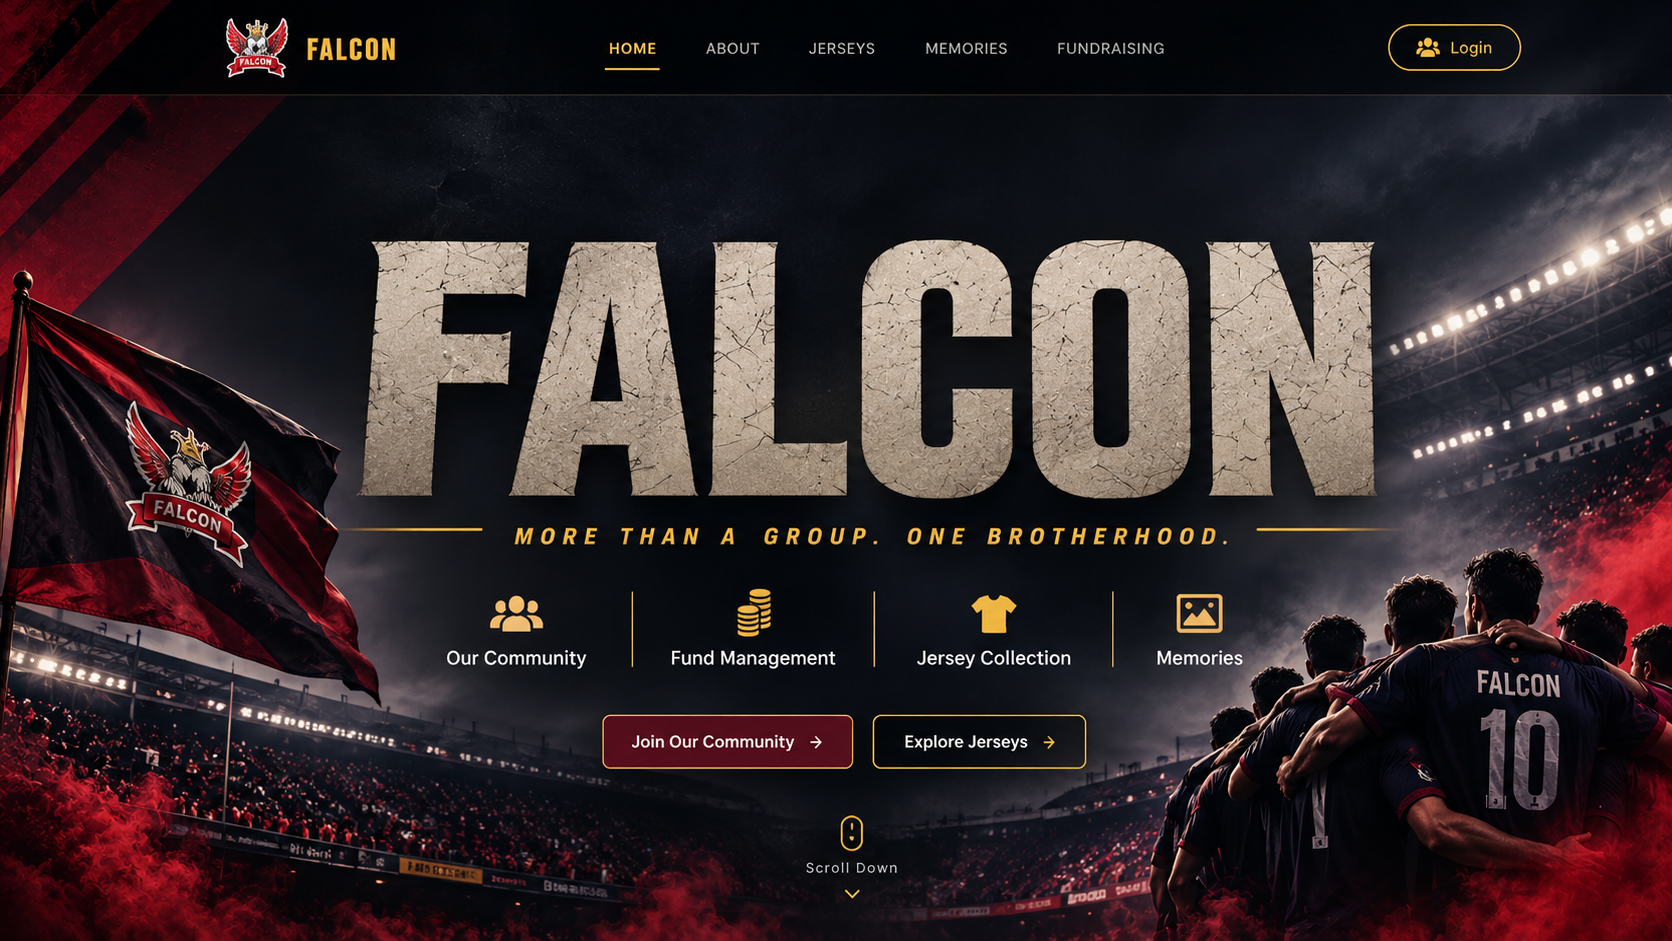 FALCON
FALCON
HOME
ABOUT
JERSEYS
MEMORIES
FUNDRAISING
Login
FALCON
FALCON
MORE THAN A GROUP. ONE BROTHERHOOD.
Our Community
Fund Management
Jersey Collection
Memories
FALCON
10
1
Join Our Community
Explore Jerseys
Scroll Down